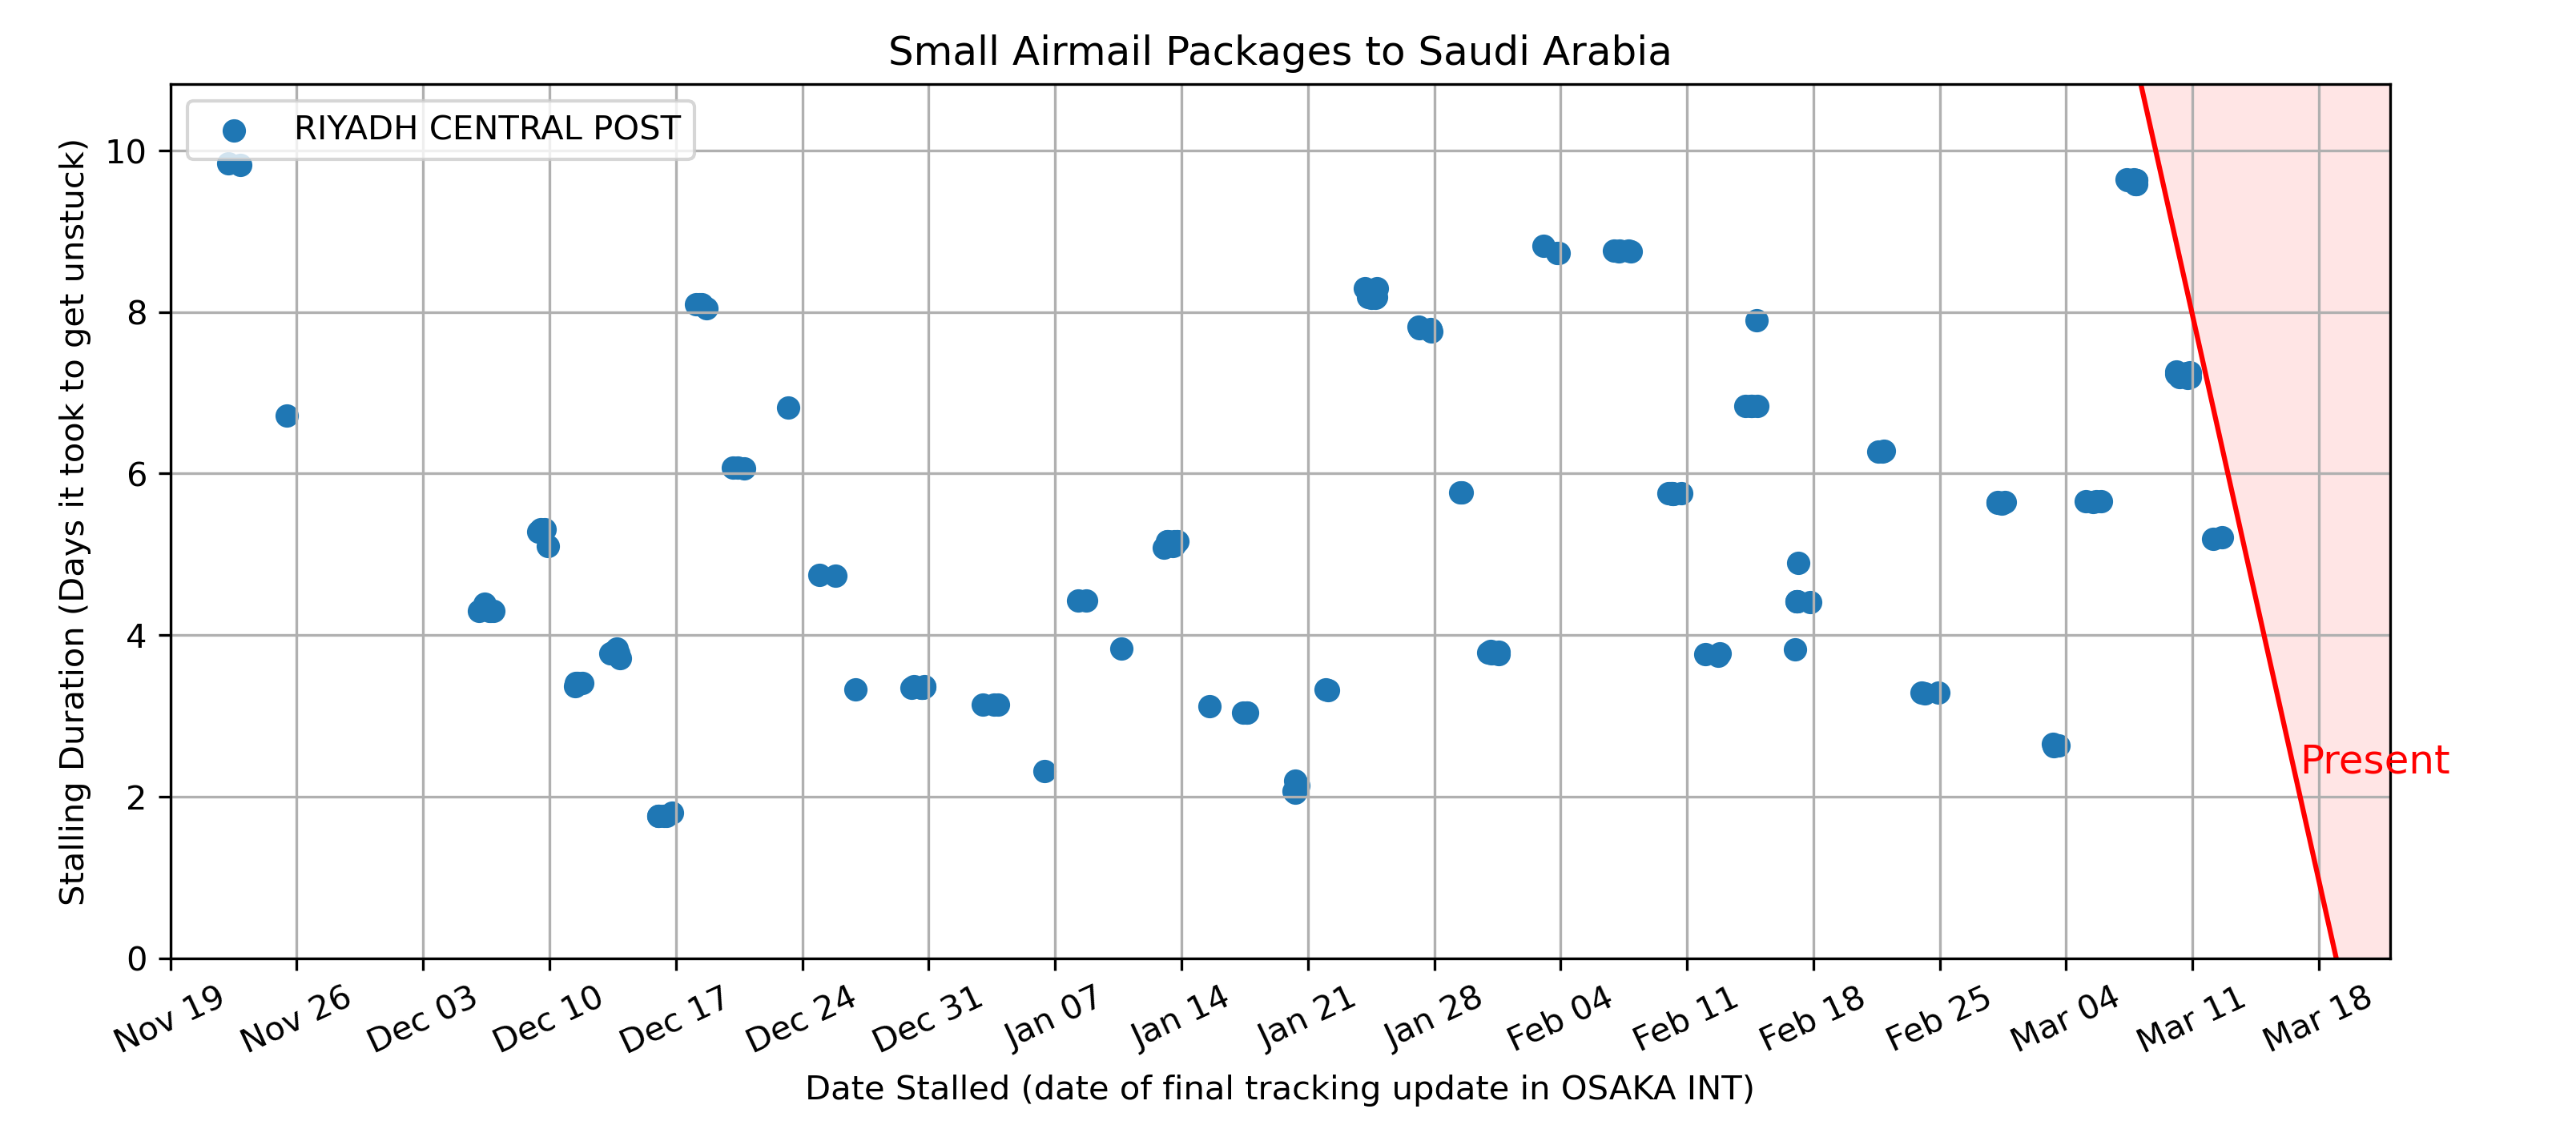 Small Airmail Packages to Saudi Arabia
RIYADH CENTRAL POST
Stalling Duration (Days it took to get unstuck)
10
8
6
4
2
0
Present
Nov 19
Nov 26
Dec 03
Dec 10
Dec 17
Dec 24
Dec 31
Jan 07
Jan 14
Jan 21
Jan 28
Feb 04
Feb 11
Feb 18
Feb 25
Mar 04
Mar 11
Mar 18
Date Stalled (date of final tracking update in OSAKA INT)